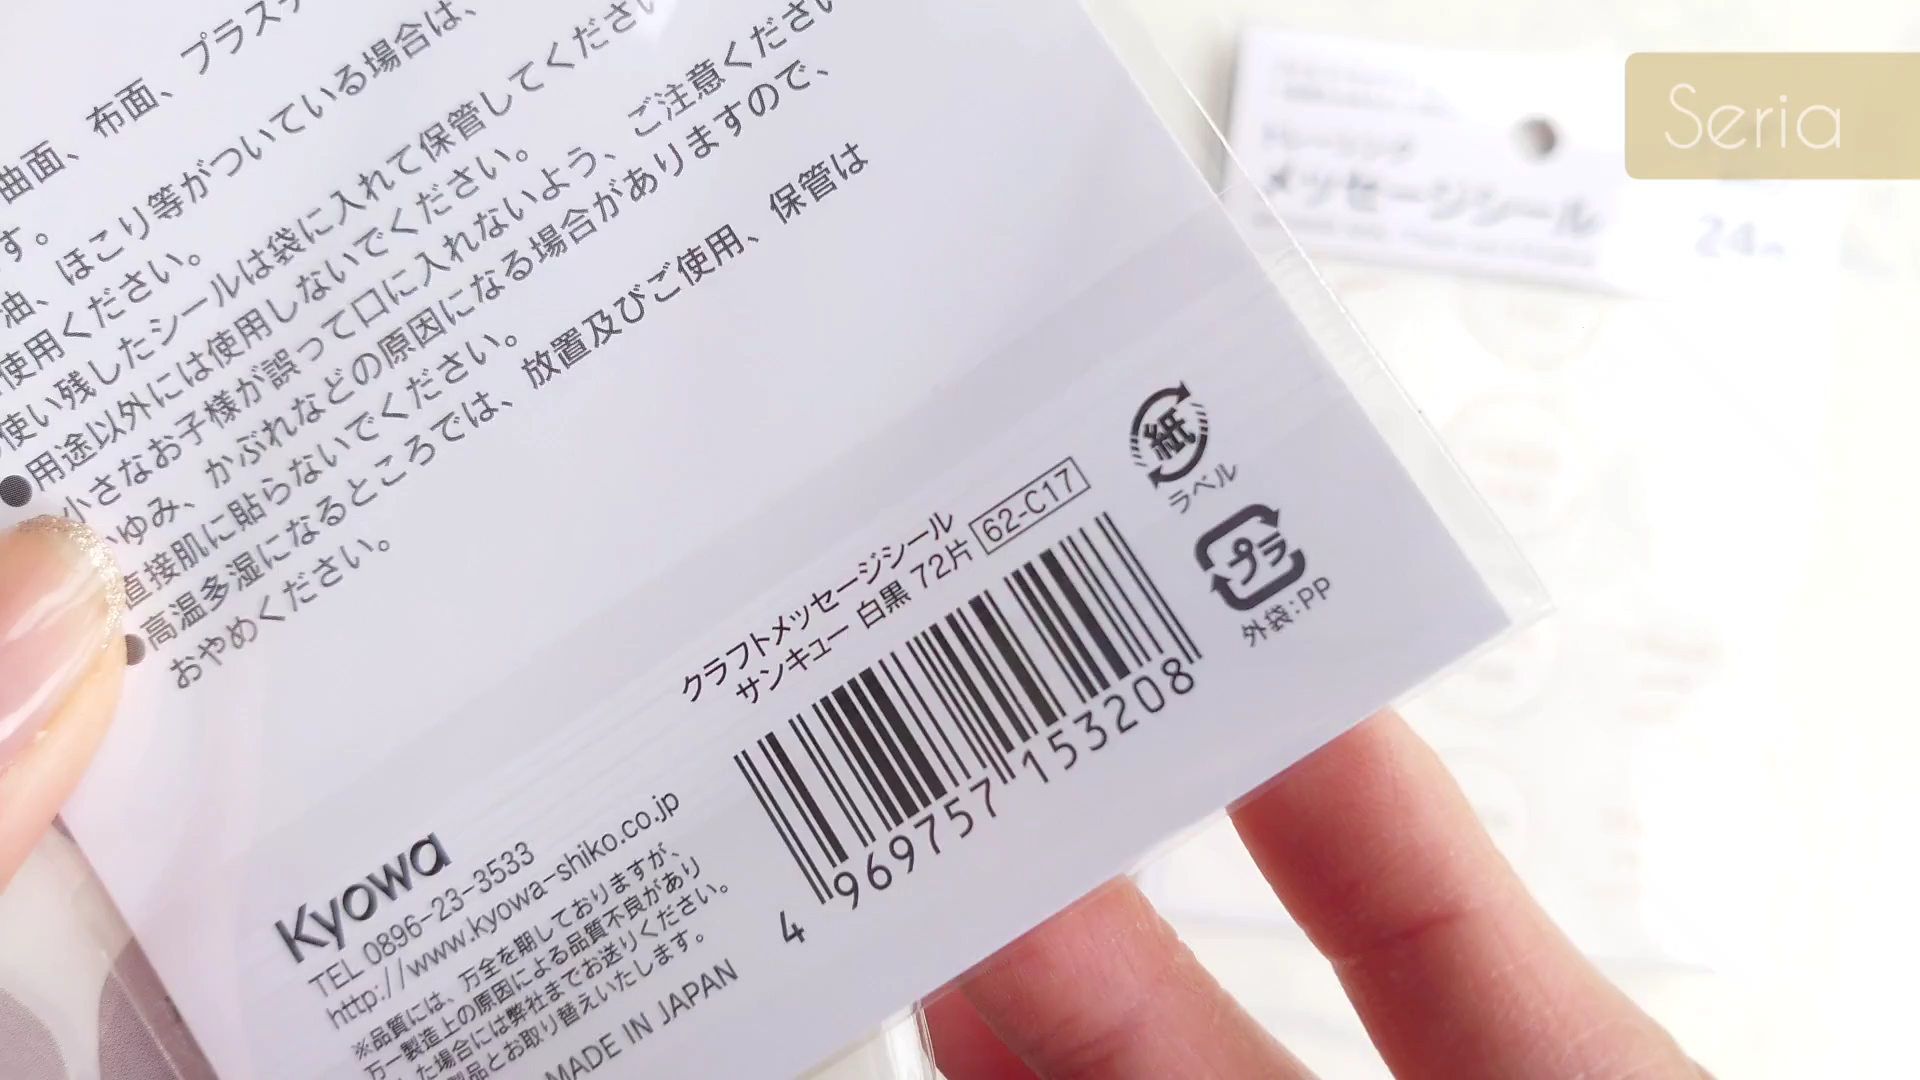 曲面、布面、プラスチ
す。
油、ほこり等がついている場合は、
使用ください。
使い残したシールは袋に入れて保管してください
●用途以外には使用しないでください。
小さなお子様が誤って口に入れないよう、ご注意ください
かゆみ、かぶれなどの原因になる場合がありますので、
直接肌に貼らないでください。
●高温多湿になるところでは、放置及びご使用、保管は
おやめください。
クラフトメッセージシール
サンキュー 白黒 72片 62-C17
4 969757 153208
紙
ラベル
プラ
外袋:PP
Kyowa
TEL 0896-23-3533
http://www.kyowa-shiko.co.jp
※品質には、万全を期しておりますが、
万一製造上の原因による品質不良があり
した場合には弊社までお送りください。
製品とお取り替えいたします。
MADE IN JAPAN
Seria
トレーシング
メッセージシール
24